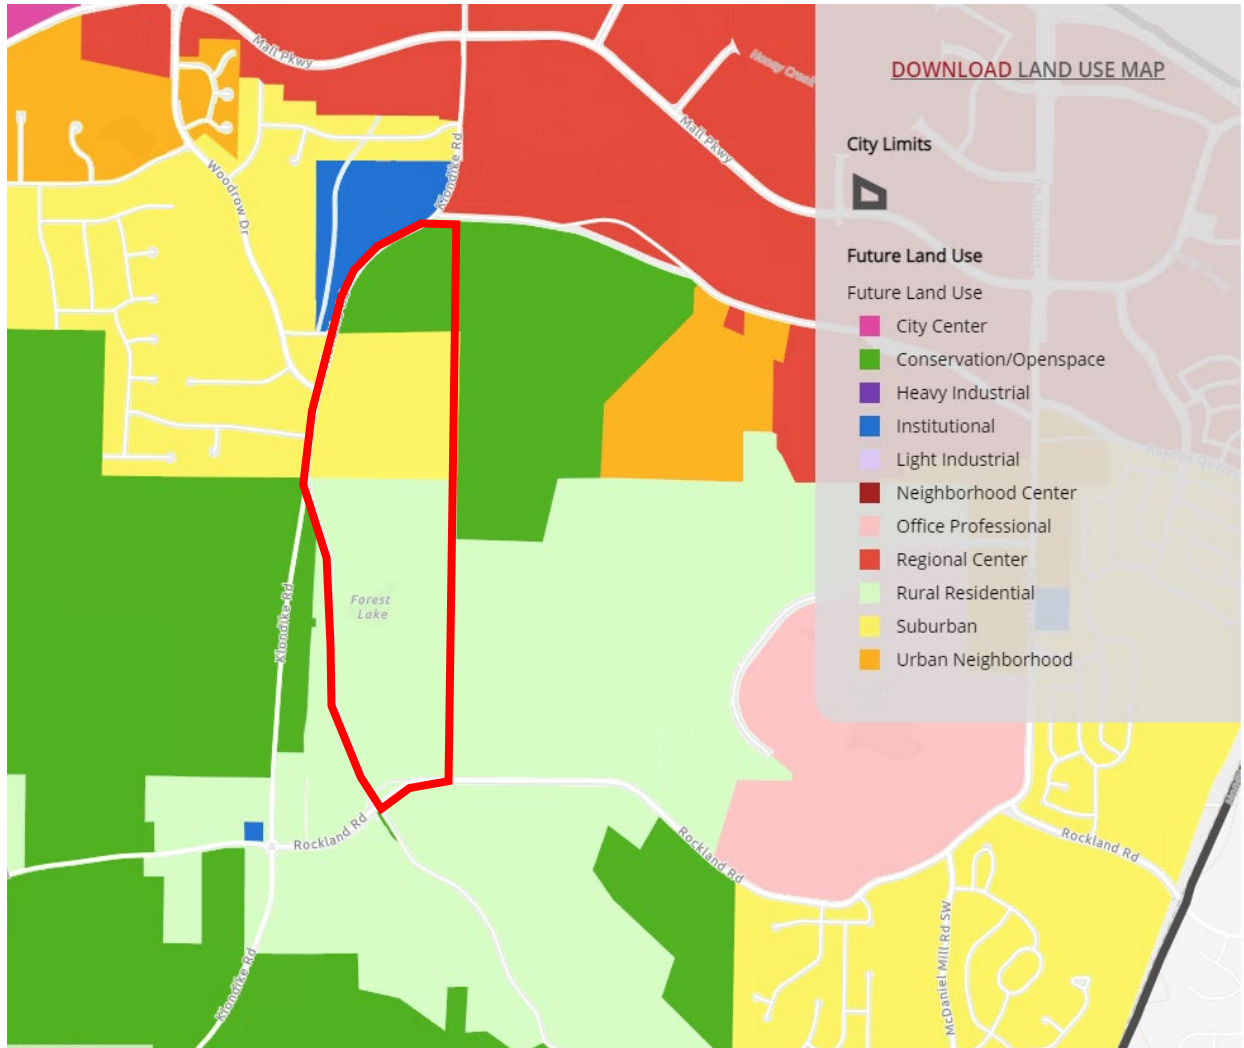 DOWNLOAD LAND USE MAP
City Limits
Future Land Use
Future Land Use
City Center
Conservation/Openspace
Heavy Industrial
Institutional
Light Industrial
Neighborhood Center
Office Professional
Regional Center
Rural Residential
Suburban
Urban Neighborhood
Mall Pkwy
Honey Creek
Mall Pkwy
Klondike Rd
Woodrow Dr
Forest
Lake
Klondike Rd
Rockland Rd
Rockland Rd
Rockland Rd
McDaniel Mill Rd SW
Klondike Rd